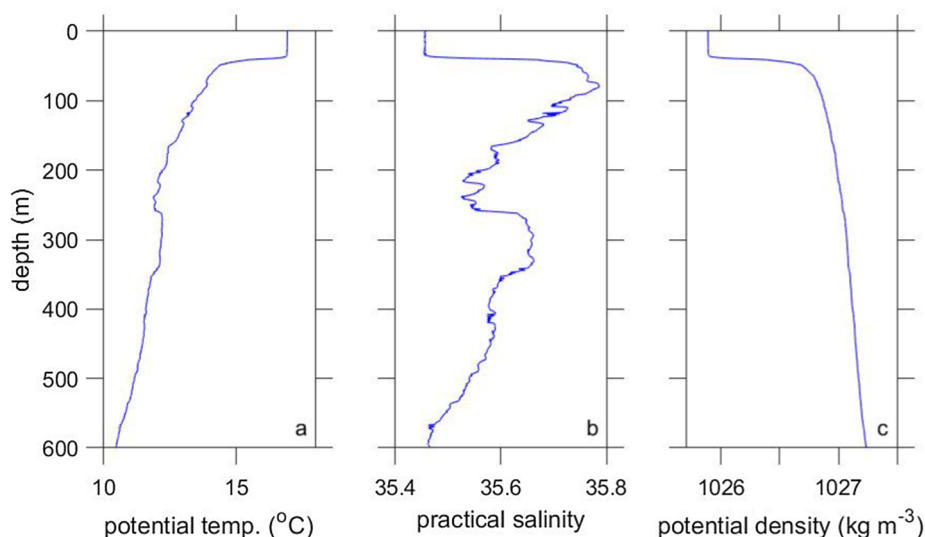 0
100
200
300
400
500
600
depth (m)
a
b
c
10 15
35.4 35.6 35.8
1026 1027
potential temp. (°C)
practical salinity
potential density (kg m⁻³)